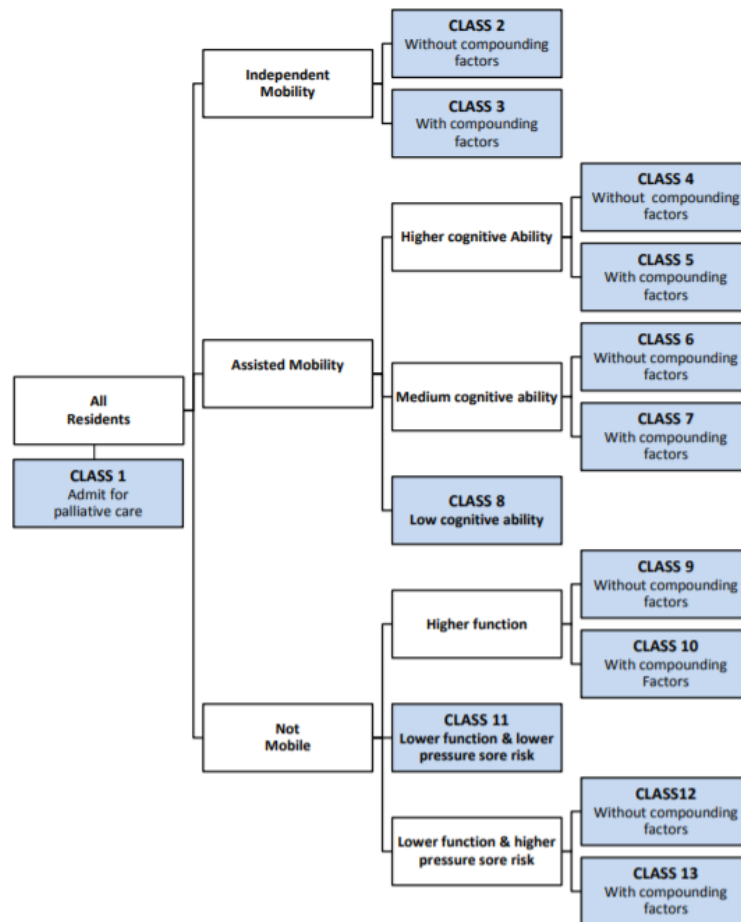 CLASS 2
Without compounding
factors
Independent
Mobility
CLASS 3
With compounding
factors
CLASS 4
Without compounding
factors
Higher cognitive Ability
CLASS 5
With compounding
factors
CLASS 6
Without compounding
factors
Assisted Mobility
Medium cognitive ability
All
Residents
CLASS 7
With compounding
factors
CLASS 1
Admit for
palliative care
CLASS 8
Low cognitive ability
CLASS 9
Without compounding
factors
Higher function
CLASS 10
With compounding
Factors
Not
Mobile
CLASS 11
Lower function & lower
pressure sore risk
CLASS12
Without compounding
factors
Lower function & higher
pressure sore risk
CLASS 13
With compounding
factors